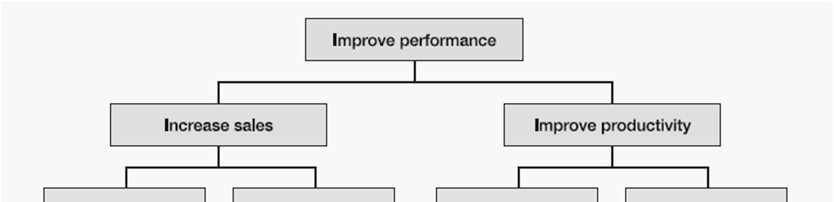 Improve performance
Increase sales
Improve productivity